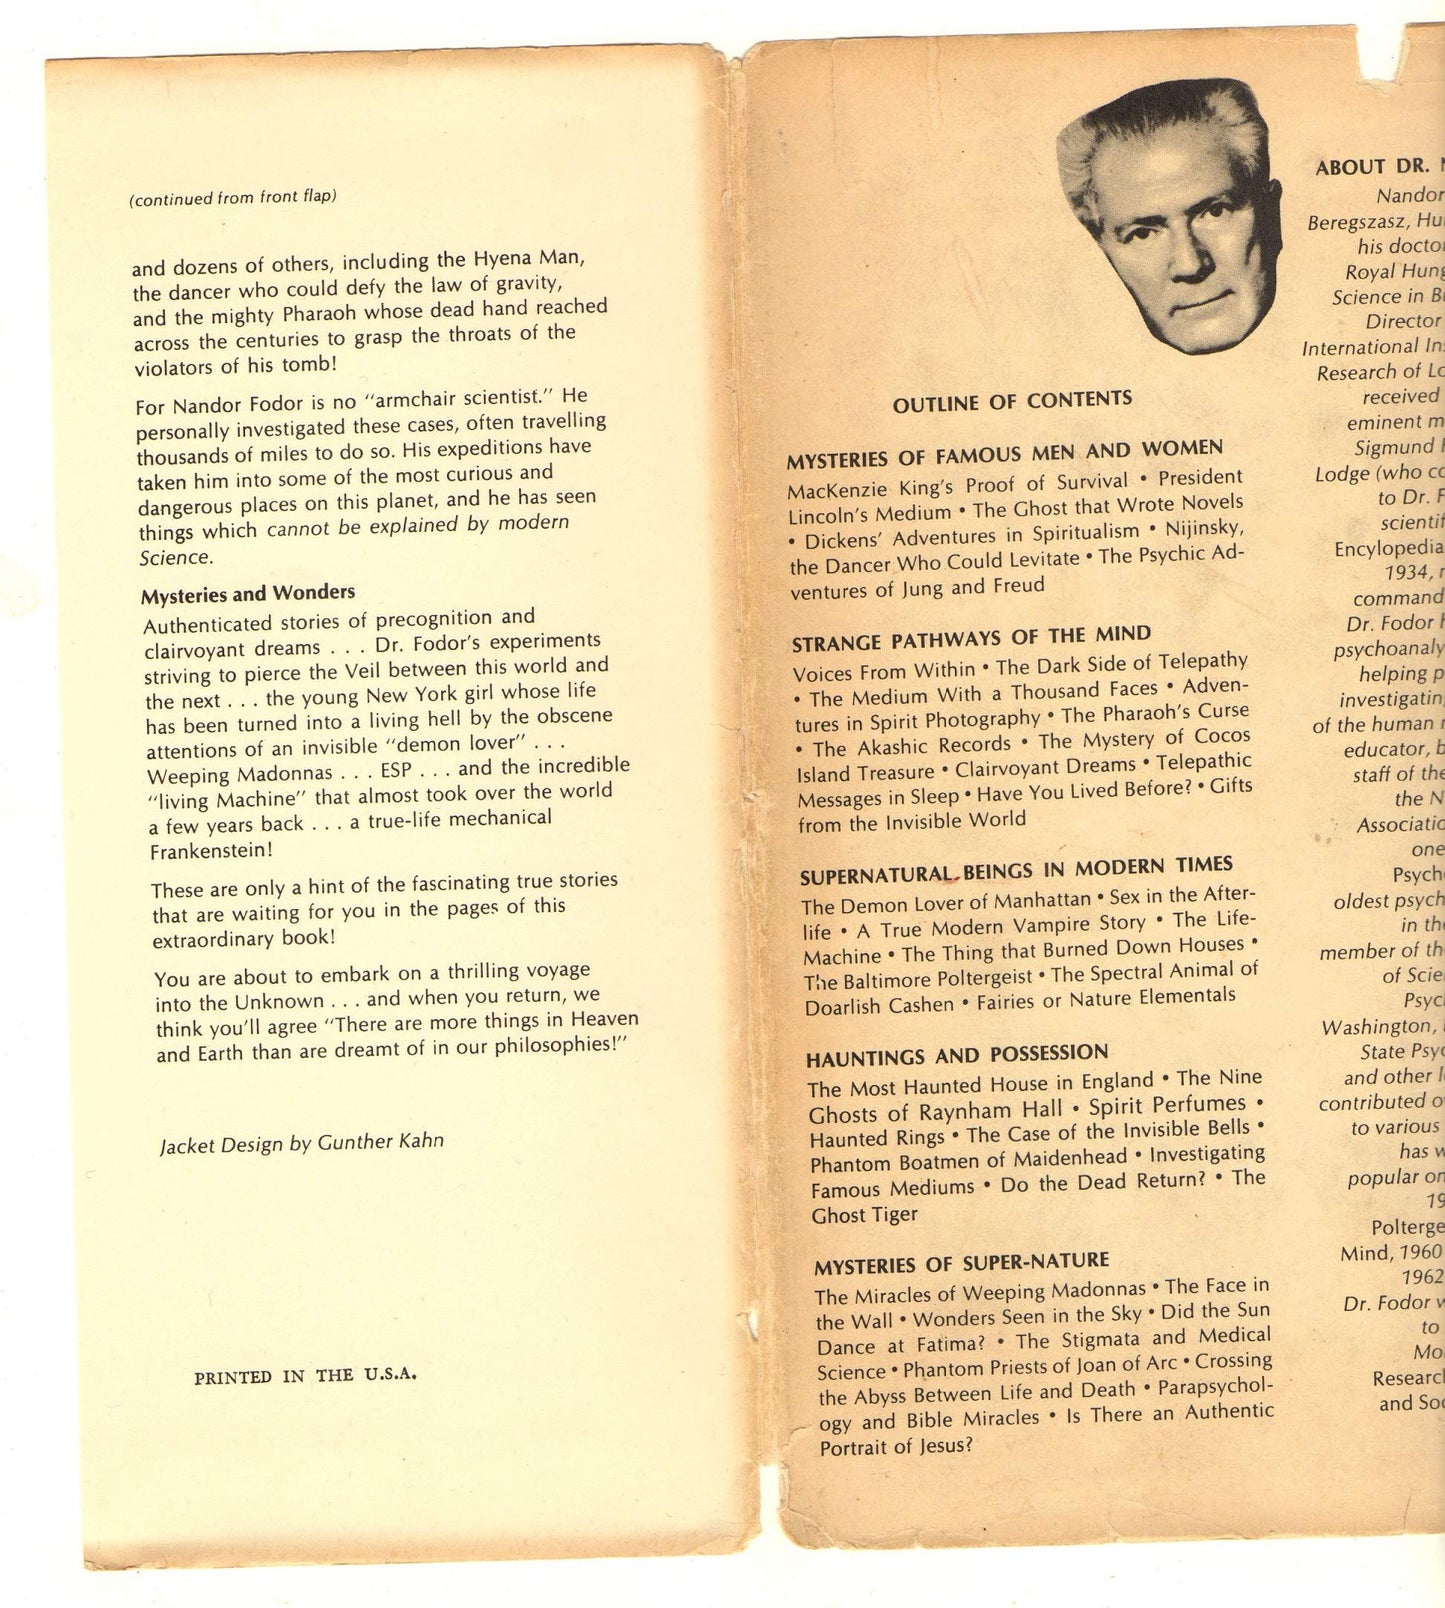 (continued from front flap)
and dozens of others, including the Hyena Man,
the dancer who could defy the law of gravity,
and the mighty Pharaoh whose dead hand reached
across the centuries to grasp the throats of the
violators of his tomb!
For Nandor Fodor is no “armchair scientist.” He
personally investigated these cases, often travelling
thousands of miles to do so. His expeditions have
taken him into some of the most curious and
dangerous places on this planet, and he has seen
things which cannot be explained by modern
Science.
Mysteries and Wonders
Authenticated stories of precognition and
clairvoyant dreams . . . Dr. Fodor’s experiments
striving to pierce the Veil between this world and
the next . . . the young New York girl whose life
has been turned into a living hell by the obscene
attentions of an invisible “demon lover” . . .
Weeping Madonnas . . . ESP . . . and the incredible
“living Machine” that almost took over the world
a few years back . . . a true-life mechanical
Frankenstein!
These are only a hint of the fascinating true stories
that are waiting for you in the pages of this
extraordinary book!
You are about to embark on a thrilling voyage
into the Unknown . . . and when you return, we
think you’ll agree “There are more things in Heaven
and Earth than are dreamt of in our philosophies!”
Jacket Design by Gunther Kahn
PRINTED IN THE U.S.A.
OUTLINE OF CONTENTS
MYSTERIES OF FAMOUS MEN AND WOMEN
MacKenzie King’s Proof of Survival • President
Lincoln’s Medium • The Ghost that Wrote Novels
• Dickens’ Adventures in Spiritualism • Nijinsky,
the Dancer Who Could Levitate • The Psychic Ad-
ventures of Jung and Freud
STRANGE PATHWAYS OF THE MIND
Voices From Within • The Dark Side of Telepathy
• The Medium With a Thousand Faces • Adven-
tures in Spirit Photography • The Pharaoh’s Curse
• The Akashic Records • The Mystery of Cocos
Island Treasure • Clairvoyant Dreams • Telepathic
Messages in Sleep • Have You Lived Before? • Gifts
from the Invisible World
SUPERNATURAL BEINGS IN MODERN TIMES
The Demon Lover of Manhattan • Sex in the After-
life • A True Modern Vampire Story • The Life-
Machine • The Thing that Burned Down Houses •
The Baltimore Poltergeist • The Spectral Animal of
Doarlish Cashen • Fairies or Nature Elementals
HAUNTINGS AND POSSESSION
The Most Haunted House in England • The Nine
Ghosts of Raynham Hall • Spirit Perfumes •
Haunted Rings • The Case of the Invisible Bells •
Phantom Boatmen of Maidenhead • Investigating
Famous Mediums • Do the Dead Return? • The
Ghost Tiger
MYSTERIES OF SUPER-NATURE
The Miracles of Weeping Madonnas • The Face in
the Wall • Wonders Seen in the Sky • Did the Sun
Dance at Fatima? • The Stigmata and Medical
Science • Phantom Priests of Joan of Arc • Crossing
the Abyss Between Life and Death • Parapsychol-
ogy and Bible Miracles • Is There an Authentic
Portrait of Jesus?
ABOUT DR.
Nandor
Beregszasz,
his
Royal
Science in
Director
International
Research of
received
eminent
Sigmund
Lodge (who
to Dr.
Encylopedia
1934,
command
Dr. Fodor
helping
of the human
educator,
staff of the
the
one
oldest
in
member of
of
Washington,
State
and other
contributed
to various
has
popular
Mind, 1960
1962
Dr. Fodor
to
and